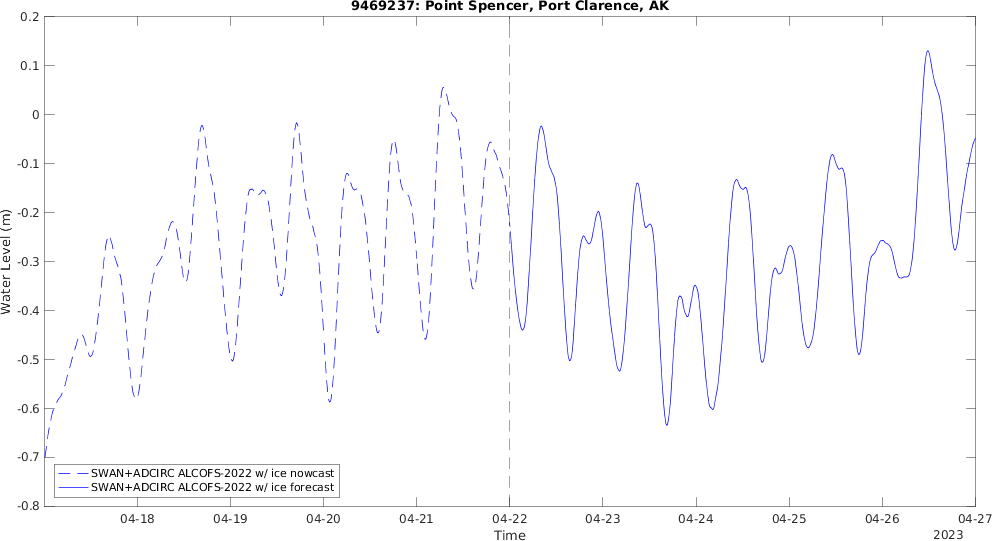 9469237: Point Spencer, Port Clarence, AK
Water Level (m)
0.2
0.1
0
-0.1
-0.2
-0.3
-0.4
-0.5
-0.6
-0.7
-0.8
SWAN+ADCIRC ALCOFS-2022 w/ ice nowcast
SWAN+ADCIRC ALCOFS-2022 w/ ice forecast
04-18 04-19 04-20 04-21 04-22 04-23 04-24 04-25 04-26 04-27
Time
2023